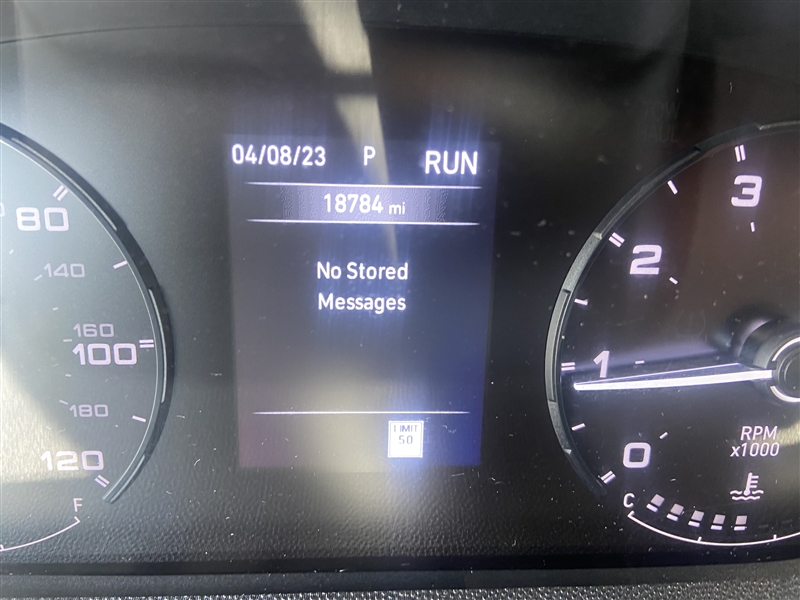 04/08/23 P RUN
18784 mi
No Stored
Messages
LIMIT
50
80
140
160
100
180
120
F
3
2
1
0
RPM
x1000
C